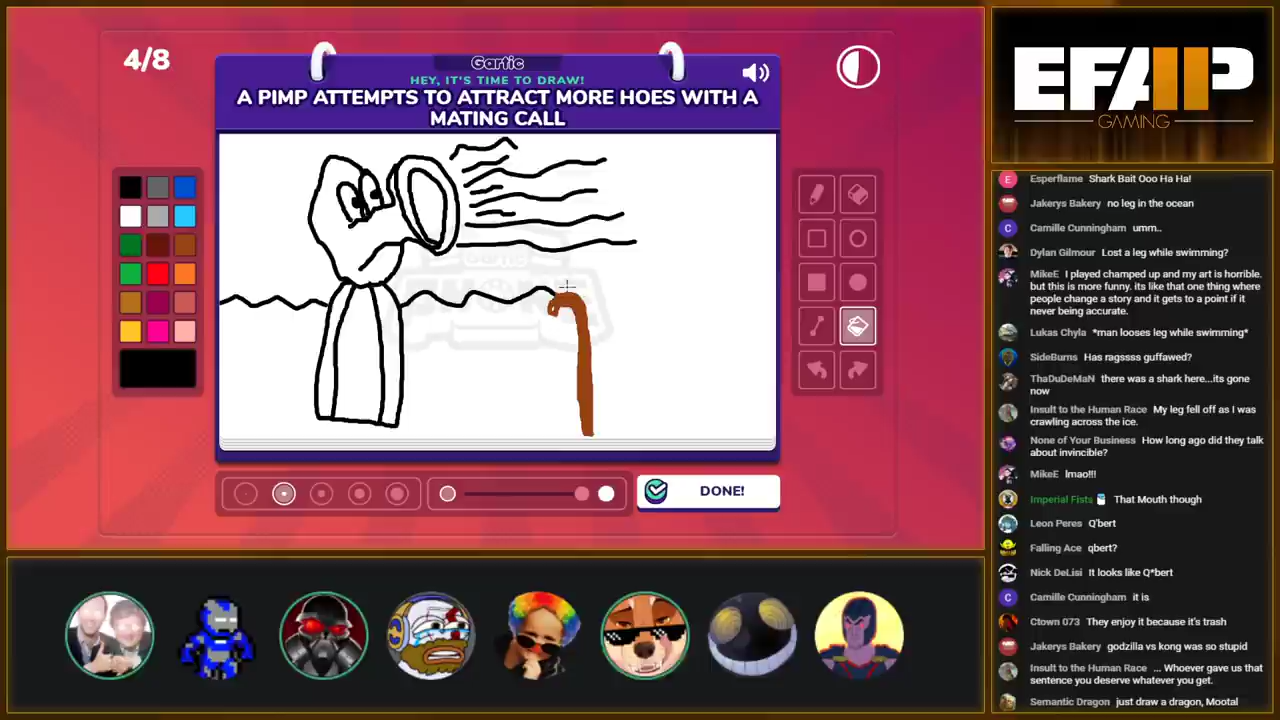 4/8
Gartic
HEY, IT'S TIME TO DRAW!
A PIMP ATTEMPTS TO ATTRACT MORE HOES WITH A
MATING CALL
DONE!
EFAP
GAMING
E Esperflame Shark Bait Ooo Ha Ha!
Jakerys Bakery no leg in the ocean
C Camille Cunningham umm..
Dylan Gilmour Lost a leg while swimming?
MikeE I played champed up and my art is horrible.
but this is more funny. its like that one thing where
people change a story and it gets to a point if it
never being accurate.
Lukas Chyla *man looses leg while swimming*
SideBurns Has ragssss guffawed?
ThaDuDeMaN there was a shark here...its gone
now
Insult to the Human Race My leg fell off as I was
crawling across the ice.
None of Your Business How long ago did they talk
about invincible?
MikeE lmao!!!
Imperial Fists That Mouth though
Leon Peres Q'bert
Falling Ace qbert?
Nick DeLisi It looks like Q*bert
C Camille Cunningham it is
Ctown 073 They enjoy it because it's trash
Jakerys Bakery godzilla vs kong was so stupid
Insult to the Human Race ... Whoever gave us that
sentence you deserve whatever you get.
Semantic Dragon just draw a dragon, Mootal